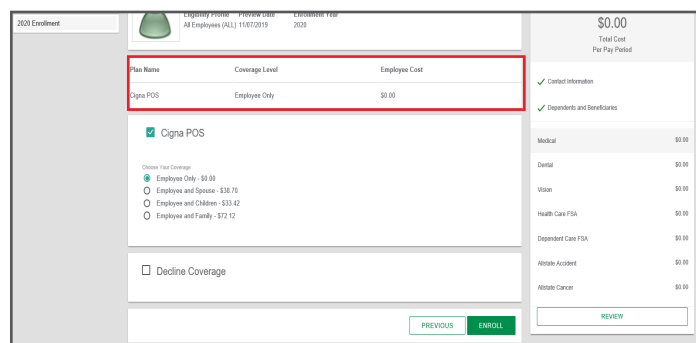 2020 Enrollment
Eligibility Profile Preview Date Enrollment Year
All Employees (ALL) 11/07/2019 2020
Plan Name Coverage Level Employee Cost
Cigna POS Employee Only $0.00
Cigna POS
Choose Your Coverage
Employee Only - $0.00
Employee and Spouse - $38.70
Employee and Children - $33.42
Employee and Family - $72.12
Decline Coverage
PREVIOUS ENROLL
$0.00
Total Cost
Per Pay Period
Contact Information
Dependents and Beneficiaries
Medical $0.00
Dental $0.00
Vision $0.00
Health Care FSA $0.00
Dependent Care FSA $0.00
Allstate Accident $0.00
Allstate Cancer $0.00
REVIEW